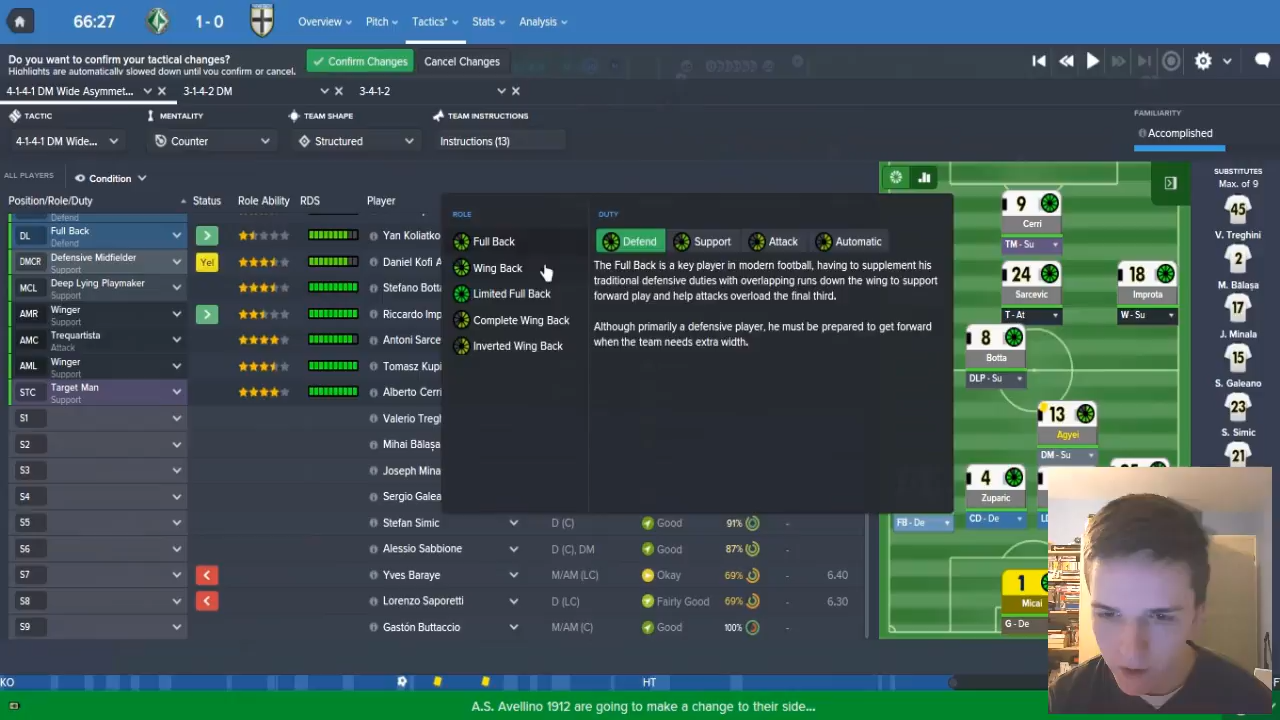 66:27
1 - 0
Overview
Pitch
Tactics*
Stats
Analysis
Do you want to confirm your tactical changes?
Highlights are automatically slowed down until you confirm or cancel.
Confirm Changes
Cancel Changes
4-1-4-1 DM Wide Asymmet...
3-1-4-2 DM
3-4-1-2
TACTIC
MENTALITY
TEAM SHAPE
TEAM INSTRUCTIONS
FAMILIARITY
4-1-4-1 DM Wide...
Counter
Structured
Instructions (13)
Accomplished
ALL PLAYERS
Condition
SUBSTITUTES
Max. of 9
Position/Role/Duty
Status
Role Ability
RDS
Player
Defend
DL Full Back Defend
Yan Koliatko
DMCR Defensive Midfielder Support
Yel
Daniel Kofi A
MCL Deep Lying Playmaker Support
Stefano Botta
AMR Winger Support
Riccardo Imp
AMC Trequartista Attack
Antoni Sarce
AML Winger Support
Tomasz Kupi
STC Target Man Support
Alberto Cerri
S1
Valerio Tregh
S2
Mihai Bălașa
S3
Joseph Mina
S4
Sergio Galea
S5
Stefan Simic
D (C)
Good
91%
-
S6
Alessio Sabbione
D (C), DM
Good
87%
-
S7
Yves Baraye
M/AM (LC)
Okay
69%
-
6.40
S8
Lorenzo Saporetti
D (LC)
Fairly Good
69%
-
6.30
S9
Gastón Buttaccio
M/AM (C)
Good
100%
-
ROLE
Full Back
Wing Back
Limited Full Back
Complete Wing Back
Inverted Wing Back
DUTY
Defend
Support
Attack
Automatic
The Full Back is a key player in modern football, having to supplement his
traditional defensive duties with overlapping runs down the wing to support
forward play and help attacks overload the final third.
Although primarily a defensive player, he must be prepared to get forward
when the team needs extra width.
9
Cerri
TM - Su
24
Sarcevic
T - At
18
Improta
W - Su
8
Botta
DLP - Su
13
Agyei
DM - Su
4
Zuparic
CD - De
FB - De
1
Micai
G - De
45
V. Treghini
2
M. Bălașa
17
J. Minala
15
S. Galeano
23
S. Simic
21
KO
HT
A.S. Avellino 1912 are going to make a change to their side...